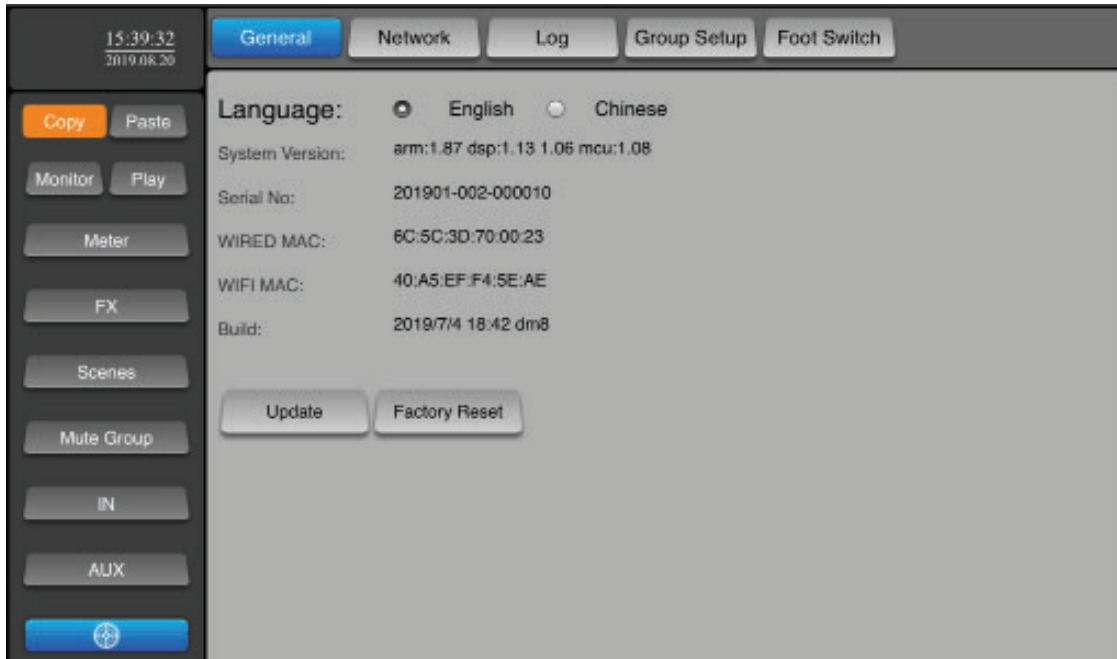 15:39:32
2019.08.20
General Network Log Group Setup Foot Switch
Copy Paste
Monitor Play
Meter
FX
Scenes
Mute Group
IN
AUX
Language: English Chinese
System Version: arm:1.87 dsp:1.13 1.06 mcu:1.08
Serial No: 201901-002-000010
WIRED MAC: 6C:5C:3D:70:00:23
WIFI MAC: 40:A5:EF:F4:5E:AE
Build: 2019/7/4 18:42 dm8
Update Factory Reset